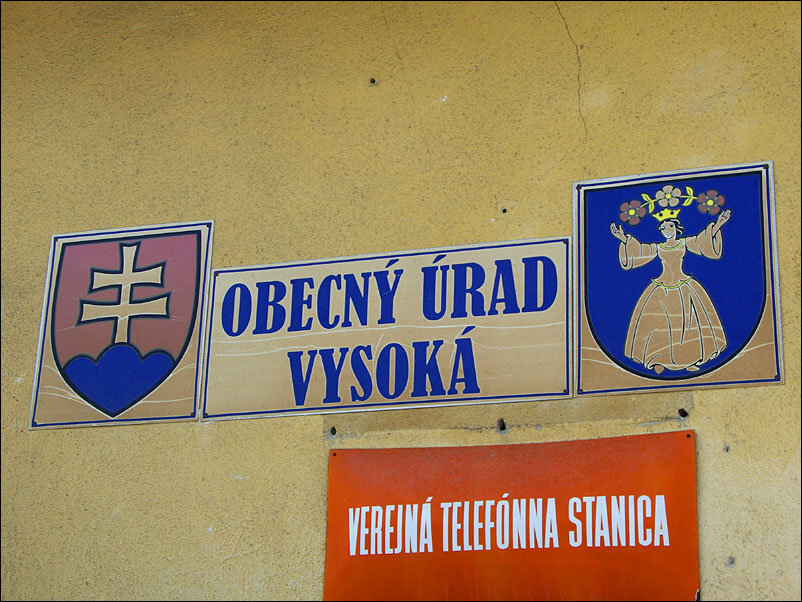 OBECNÝ ÚRAD
VYSOKÁ
VEREJNÁ TELEFÓNNA STANICA